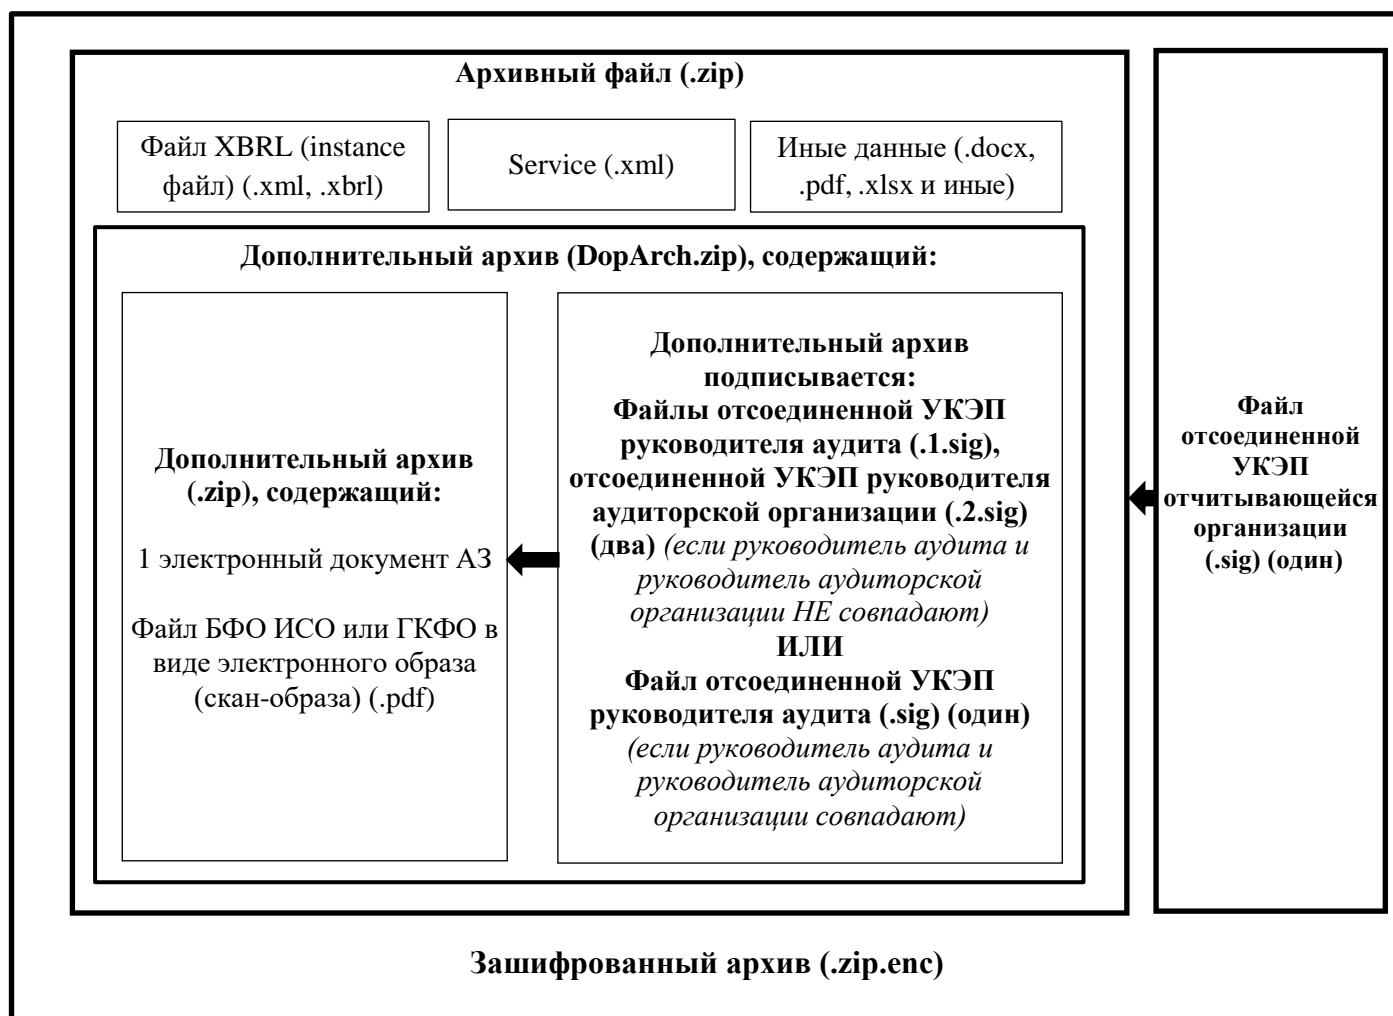 Архивный файл (.zip)
Файл XBRL (instance
файл) (.xml, .xbrl)
Service (.xml)
Иные данные (.docx,
.pdf, .xlsx и иные)
Дополнительный архив (DopArch.zip), содержащий:
Дополнительный архив
(.zip), содержащий:
1 электронный документ АЗ
Файл БФО ИСО или ГКФО в
виде электронного образа
(скан-образа) (.pdf)
Дополнительный архив
подписывается:
Файлы отсоединенной УКЭП
руководителя аудита (.1.sig),
отсоединенной УКЭП руководителя
аудиторской организации (.2.sig)
(два) (если руководитель аудита и
руководитель аудиторской
организации НЕ совпадают)
ИЛИ
Файл отсоединенной УКЭП
руководителя аудита (.sig) (один)
(если руководитель аудита и
руководитель аудиторской
организации совпадают)
Файл
отсоединенной
УКЭП
отчитывающейся
организации
(.sig) (один)
Зашифрованный архив (.zip.enc)